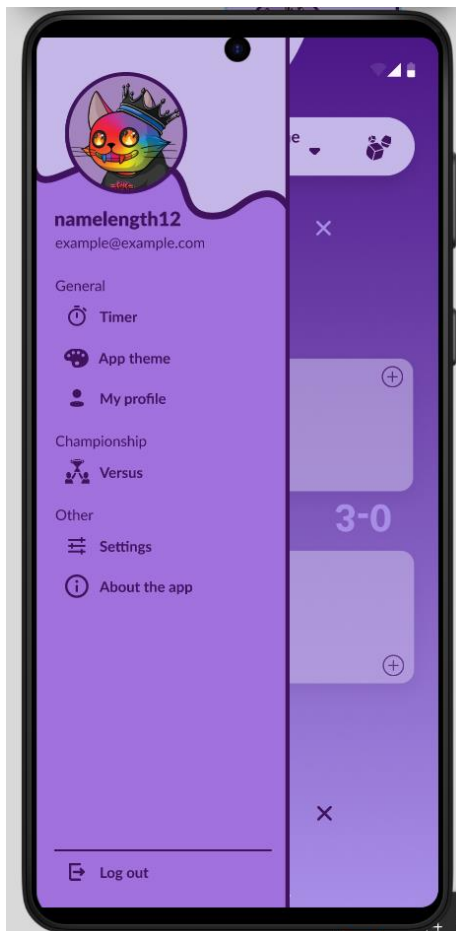 namelength12
example@example.com
General
Timer
App theme
My profile
Championship
Versus
Other
Settings
About the app
Log out
e
3-0